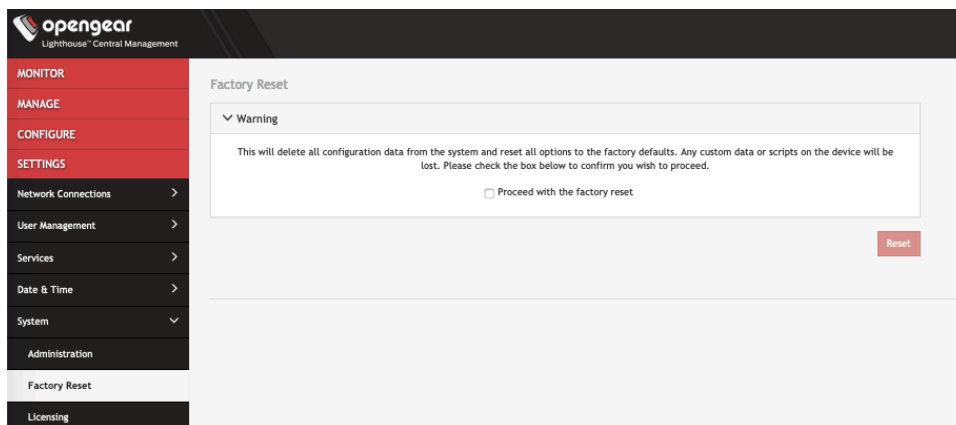 opengear
Lighthouse™ Central Management
MONITOR
MANAGE
CONFIGURE
SETTINGS
Network Connections
User Management
Services
Date & Time
System
Administration
Factory Reset
Licensing
Factory Reset
Warning
This will delete all configuration data from the system and reset all options to the factory defaults. Any custom data or scripts on the device will be
lost. Please check the box below to confirm you wish to proceed.
Proceed with the factory reset
Reset